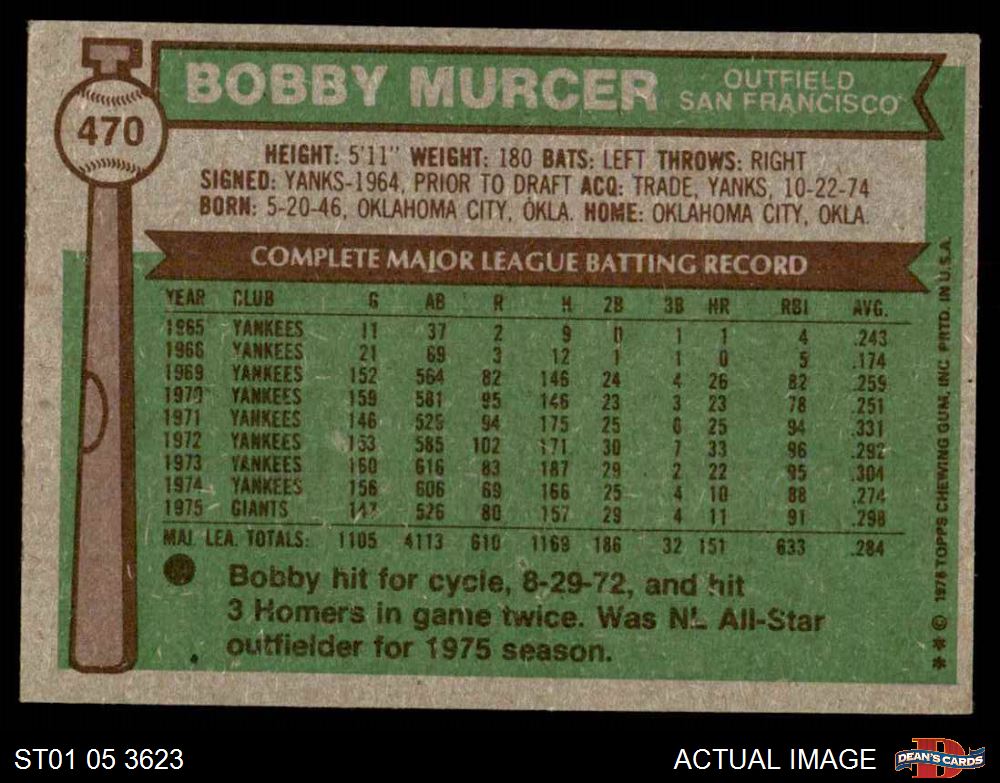 470
BOBBY MURCER
OUTFIELD
SAN FRANCISCO
HEIGHT: 5'11" WEIGHT: 180 BATS: LEFT THROWS: RIGHT
SIGNED: YANKS-1964, PRIOR TO DRAFT ACQ: TRADE, YANKS, 10-22-74
BORN: 5-20-46, OKLAHOMA CITY, OKLA. HOME: OKLAHOMA CITY, OKLA.
COMPLETE MAJOR LEAGUE BATTING RECORD
YEAR CLUB G AB R H 2B 3B HR RBI AVG.
1965 YANKEES 11 37 2 9 0 1 1 4 .243
1966 YANKEES 21 69 3 12 1 1 0 5 .174
1969 YANKEES 152 564 82 146 24 4 26 82 .259
1970 YANKEES 159 581 95 146 23 3 23 78 .251
1971 YANKEES 146 529 94 175 25 6 25 94 .331
1972 YANKEES 153 585 102 171 30 7 33 96 .292
1973 YANKEES 160 616 83 187 29 2 22 95 .304
1974 YANKEES 156 606 69 166 25 4 10 88 .274
1975 GIANTS 147 526 80 157 29 4 11 91 .298
MAJ. LEA. TOTALS: 1105 4113 610 1169 186 32 151 633 .284
Bobby hit for cycle, 8-29-72, and hit
3 Homers in game twice. Was NL All-Star
outfielder for 1975 season.
** © 1976 TOPPS CHEWING GUM, INC. PRTD. IN U.S.A.
ST01 05 3623
ACTUAL IMAGE
D
DEAN'S CARDS